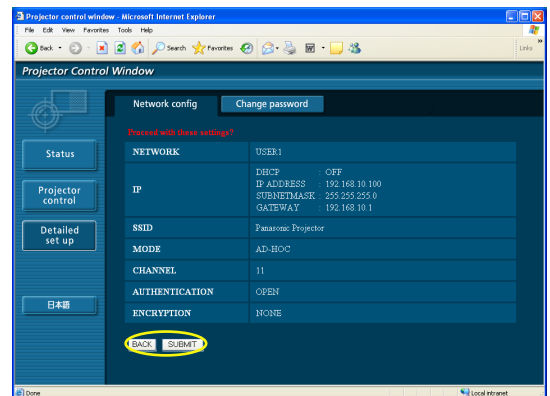 Projector control window - Microsoft Internet Explorer
File Edit View Favorites Tools Help
Back Search Favorites Links
Projector Control Window
Network config Change password
Proceed with these settings?
Status
Projector control
Detailed set up
日本語
NETWORK USER1
IP
DHCP : OFF
IP ADDRESS : 192.168.10.100
SUBNETMASK : 255.255.255.0
GATEWAY : 192.168.10.1
SSID Panasonic Projector
MODE AD-HOC
CHANNEL 11
AUTHENTICATION OPEN
ENCRYPTION NONE
BACK SUBMIT
Done Local intranet